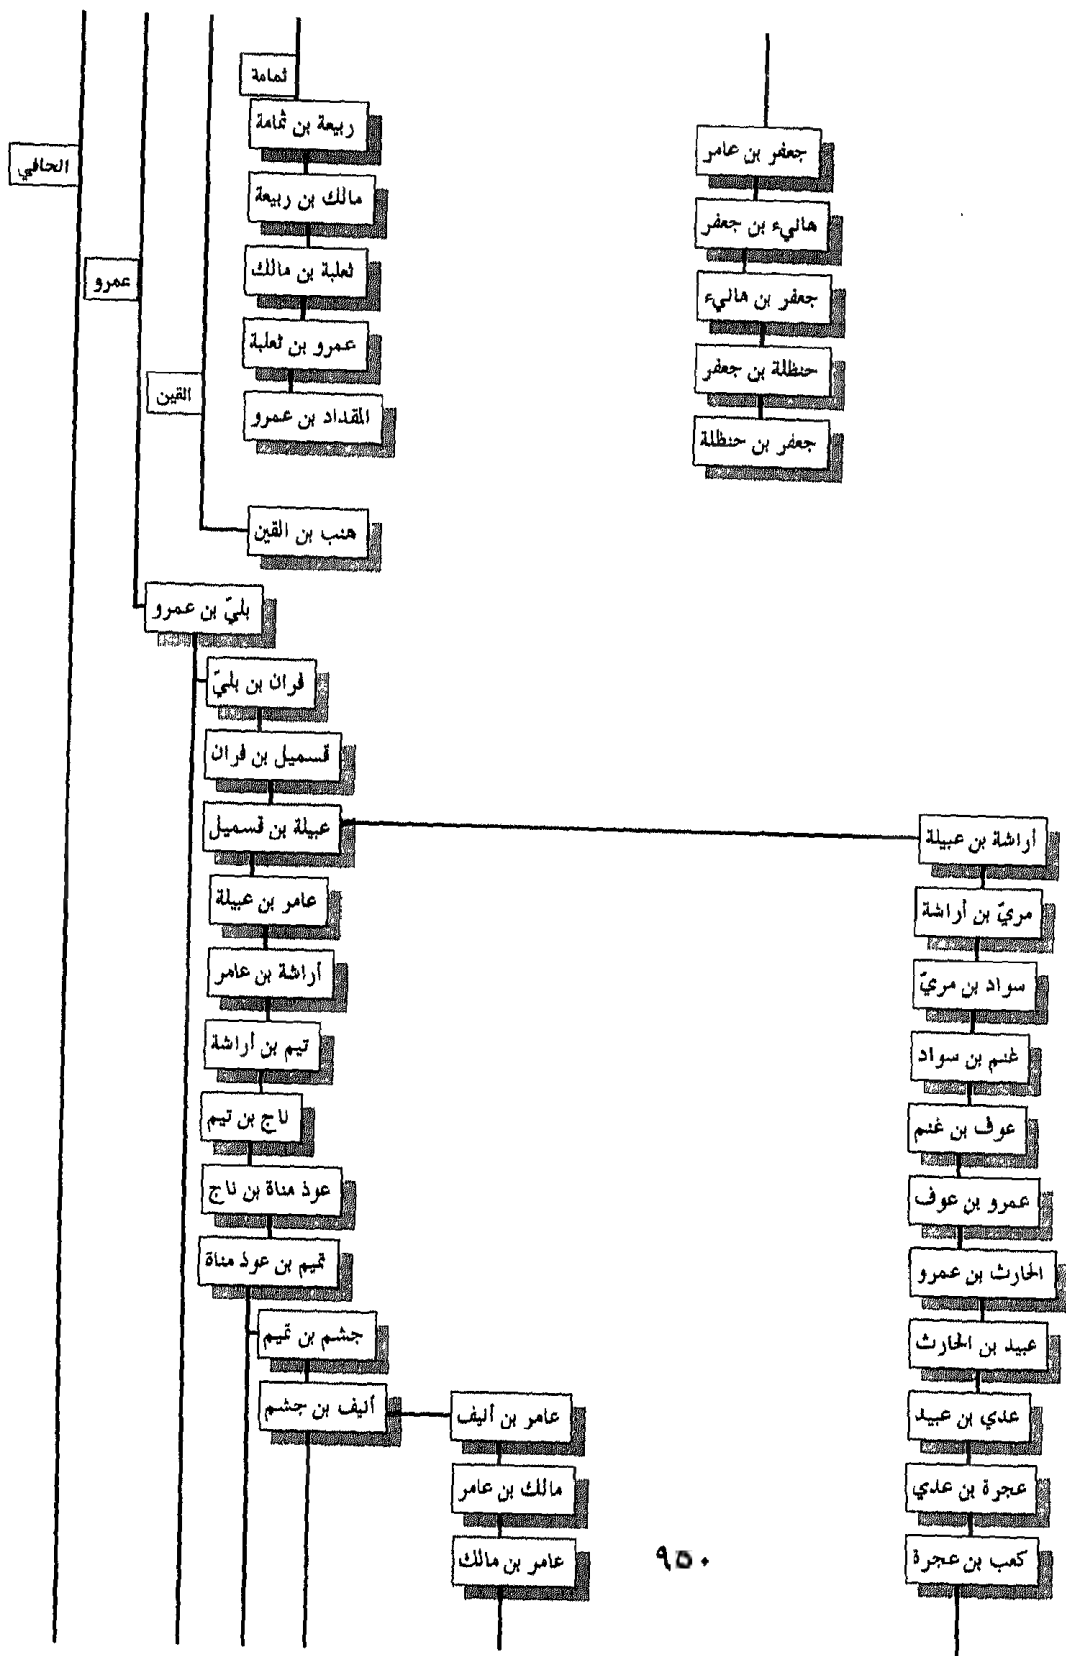 ثمامة
ربيعة بن ثمامة
جعفر بن عامر
الحافي
مالك بن ربيعة
هاليء بن جعفر
ثعلبة بن مالك
عمرو
جعفر بن هاليء
عمرو بن ثعلبة
حنظلة بن جعفر
القين
المقداد بن عمرو
جعفر بن حنظلة
هنب بن القين
بليّ بن عمرو
فران بن بليّ
قسميل بن فران
عبيلة بن قسميل
أراشة بن عبيلة
عامر بن عبيلة
مريّ بن أراشة
أراشة بن عامر
سواد بن مريّ
تيم بن أراشة
غنم بن سواد
ناج بن تيم
عوف بن غنم
عوذ مناة بن ناج
عمرو بن عوف
تميم بن عوذ مناة
الحارث بن عمرو
جشم بن تميم
عبيد بن الحارث
أنيف بن جشم
عامر بن أنيف
عدي بن عبيد
مالك بن عامر
عجرة بن عدي
عامر بن مالك
كعب بن عجرة
٩٥٠